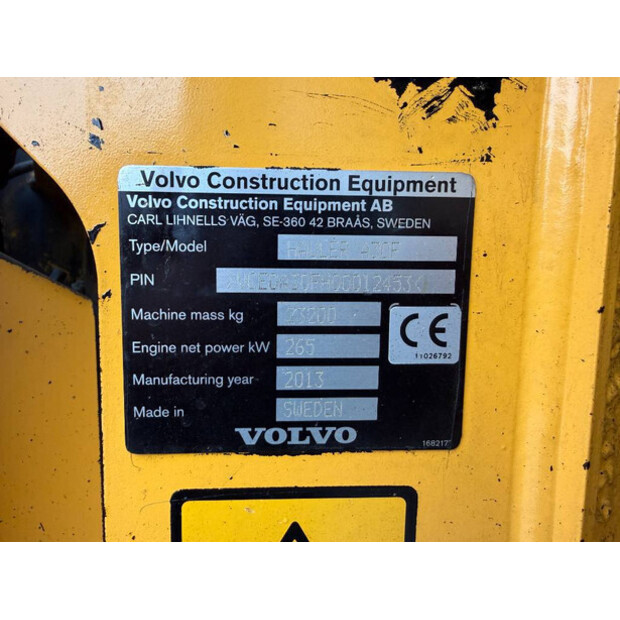 Volvo Construction Equipment
Volvo Construction Equipment AB
CARL LIHNELLS VÄG, SE-360 42 BRAÅS, SWEDEN
Type/Model
PIN
Machine mass kg 23200
Engine net power kW 265
CE
11026792
Manufacturing year 2013
Made in SWEDEN
VOLVO